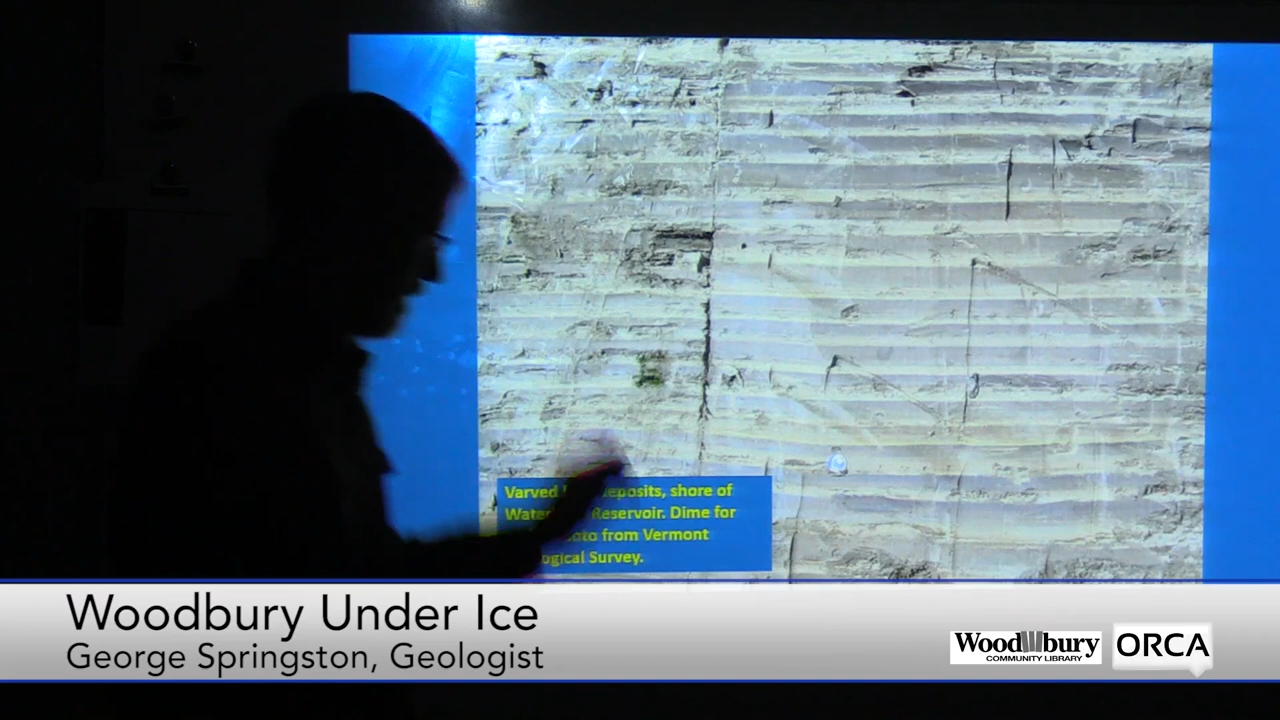 Varved deposits, shore of
Reservoir. Dime for
from Vermont
Survey.
Woodbury Under Ice
George Springston, Geologist
Woodbury
COMMUNITY LIBRARY
ORCA